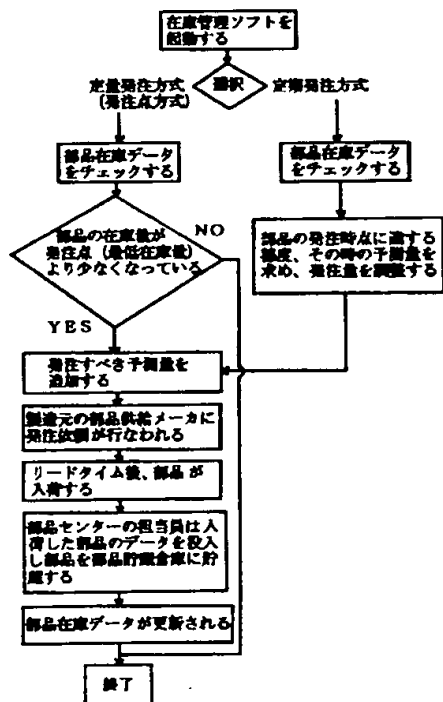 在庫管理ソフトを
起動する
選択
定量発注方式
(発注点方式)
定期発注方式
部品在庫データ
をチェックする
部品在庫データ
をチェックする
部品の在庫量が
発注点(最低在庫量)
より少なくなっている
NO
YES
部品の発注時点に達する
都度、その時の予測量を
求め、発注量を調整する
発注すべき予測量を
追加する
製造元の部品供給メーカに
発注依頼が行なわれる
リードタイム後、部品が
入荷する
部品センターの担当員は入
荷した部品のデータを投入
し部品を部品貯蔵倉庫に貯
蔵する
部品在庫データが更新される
終了